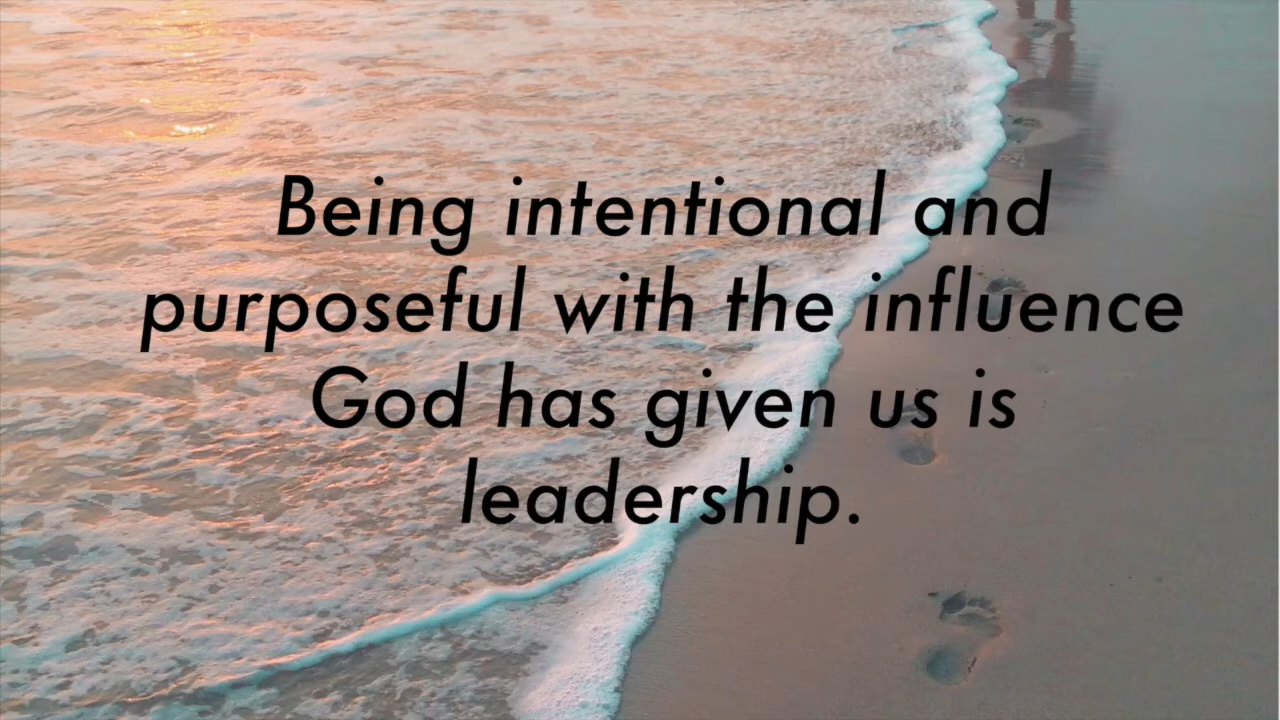 Being intentional and
purposeful with the influence
God has given us is
leadership.